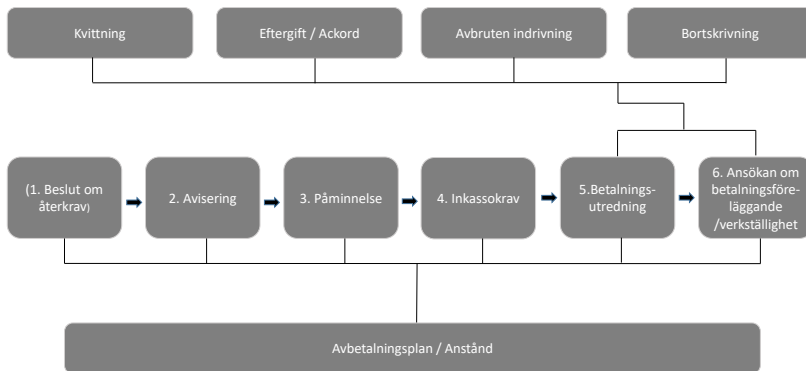 Kvittning
Eftergift / Ackord
Avbruten indrivning
Bortskrivning
(1. Beslut om
återkrav)
2. Avisering
3. Påminnelse
4. Inkassokrav
5.Betalnings-
utredning
6. Ansökan om
betalningsföre-
läggande
/verkställighet
Avbetalningsplan / Anstånd